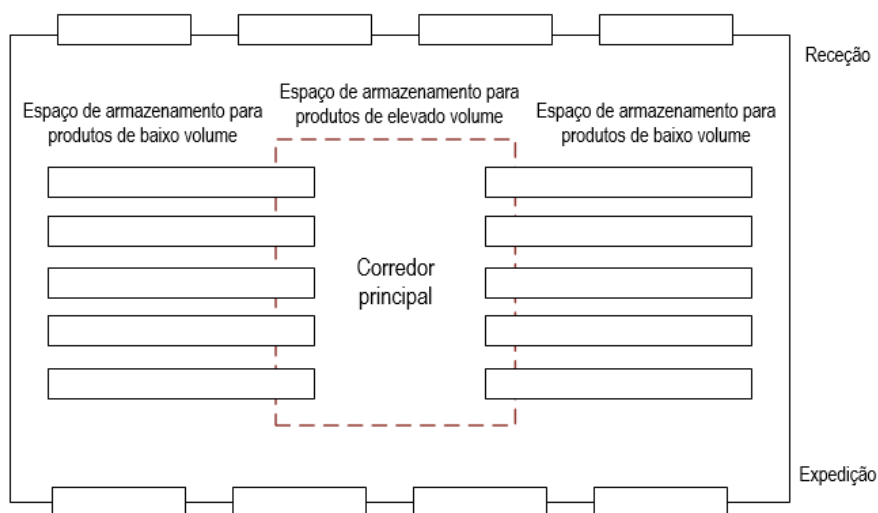 Receção
Espaço de armazenamento para
produtos de baixo volume
Espaço de armazenamento para
produtos de elevado volume
Espaço de armazenamento para
produtos de baixo volume
Corredor
principal
Expedição